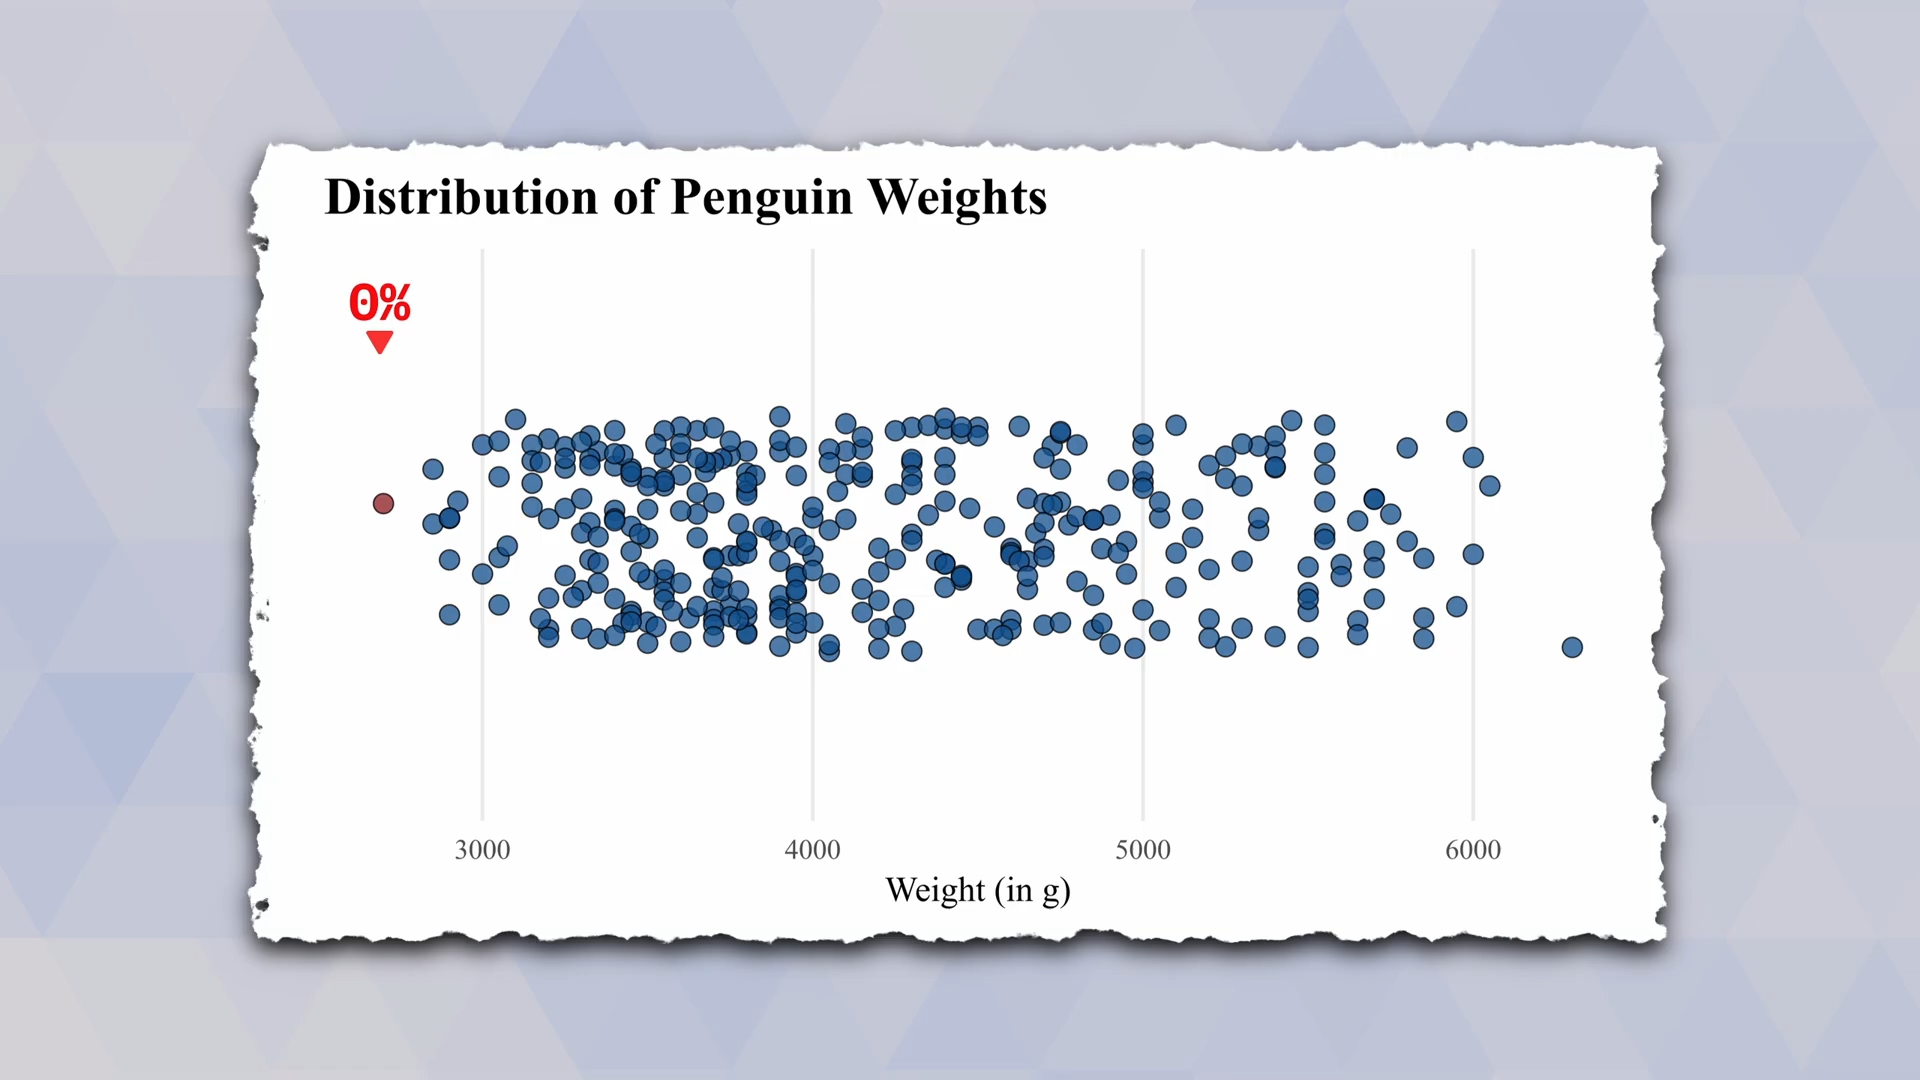 Distribution of Penguin Weights
0%
3000 4000 5000 6000
Weight (in g)